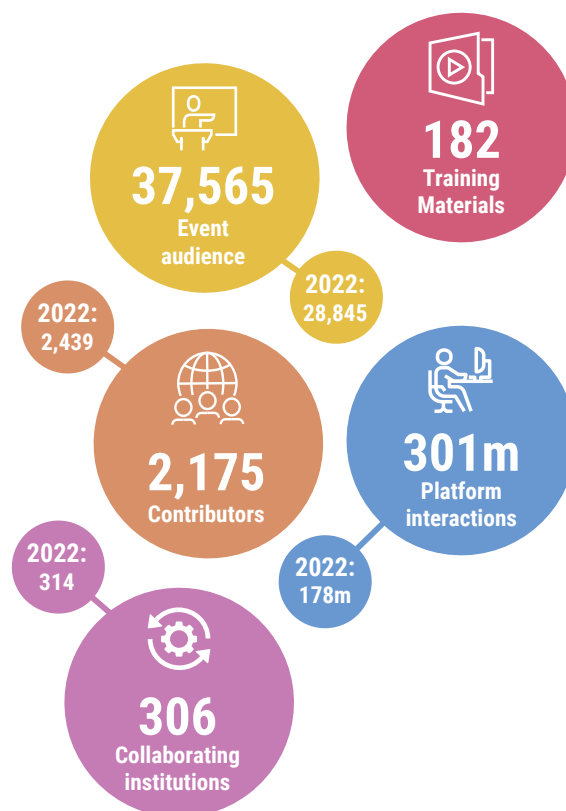 182
Training
Materials
37,565
Event
audience
2022:
28,845
2022:
2,439
2,175
Contributors
301m
Platform
interactions
2022:
178m
2022:
314
306
Collaborating
institutions